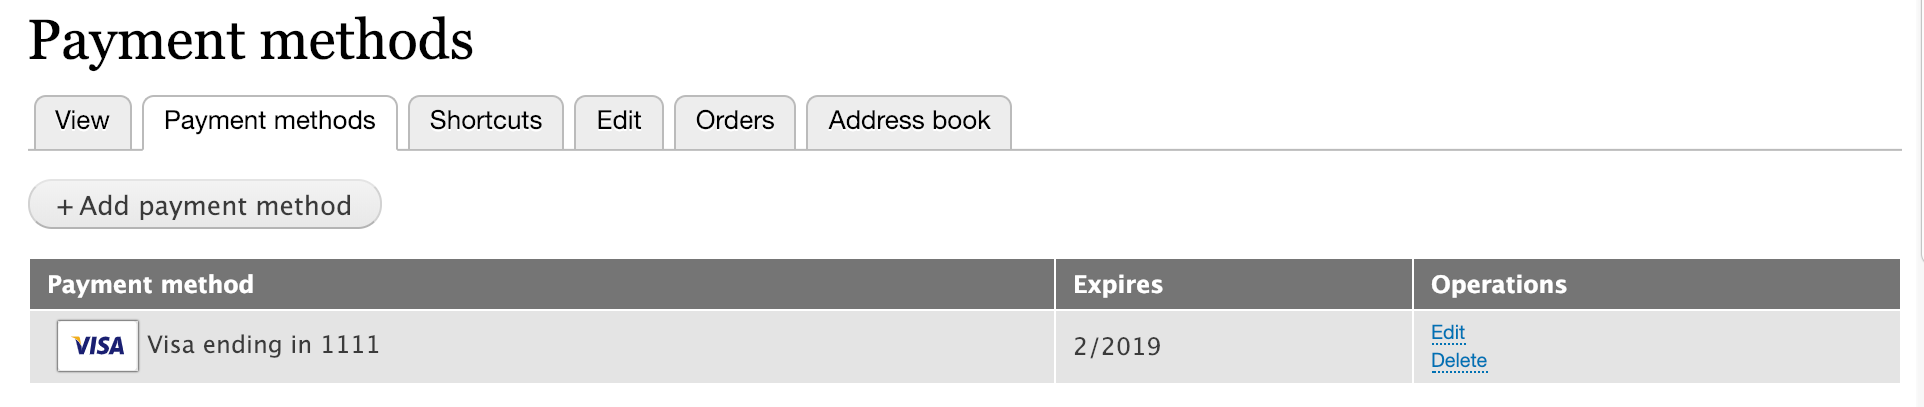 Payment methods
View Payment methods Shortcuts Edit Orders Address book
+ Add payment method
Payment method Expires Operations
VISA Visa ending in 1111 2/2019 Edit
Delete